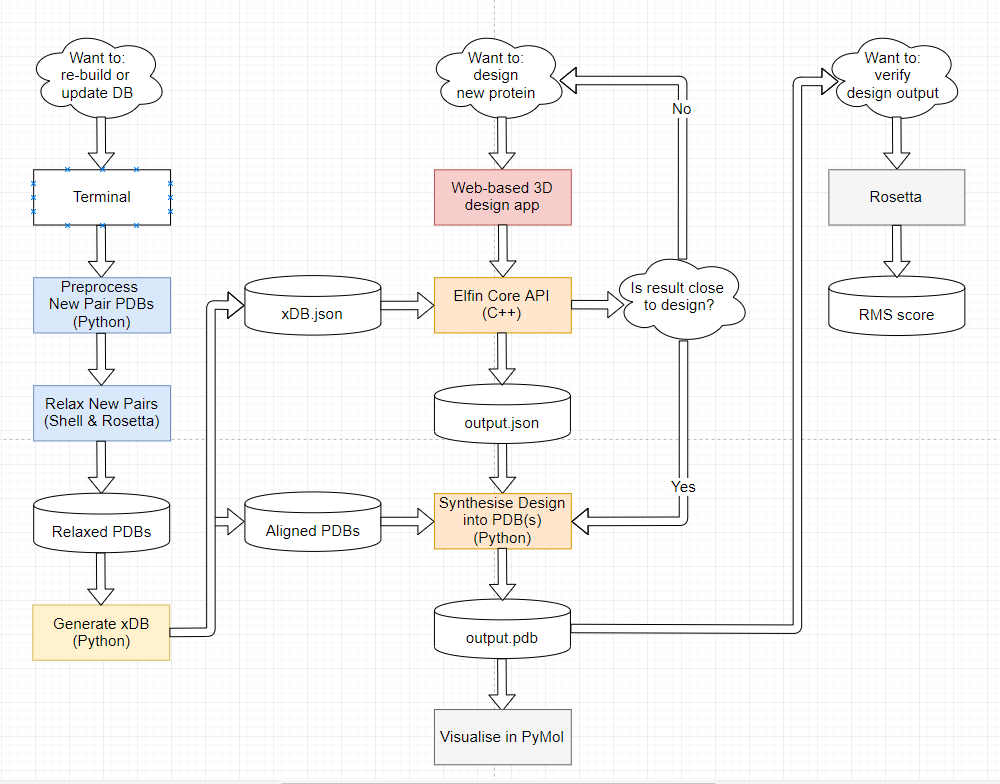 Want to:
re-build or
update DB
Want to:
design
new protein
Want to:
verify
design output
No
Terminal
Web-based 3D
design app
Rosetta
Preprocess
New Pair PDBs
(Python)
xDB.json
Elfin Core API
(C++)
Is result close
to design?
RMS score
Relax New Pairs
(Shell & Rosetta)
output.json
Yes
Relaxed PDBs
Aligned PDBs
Synthesise Design
into PDB(s)
(Python)
Generate xDB
(Python)
output.pdb
Visualise in PyMol